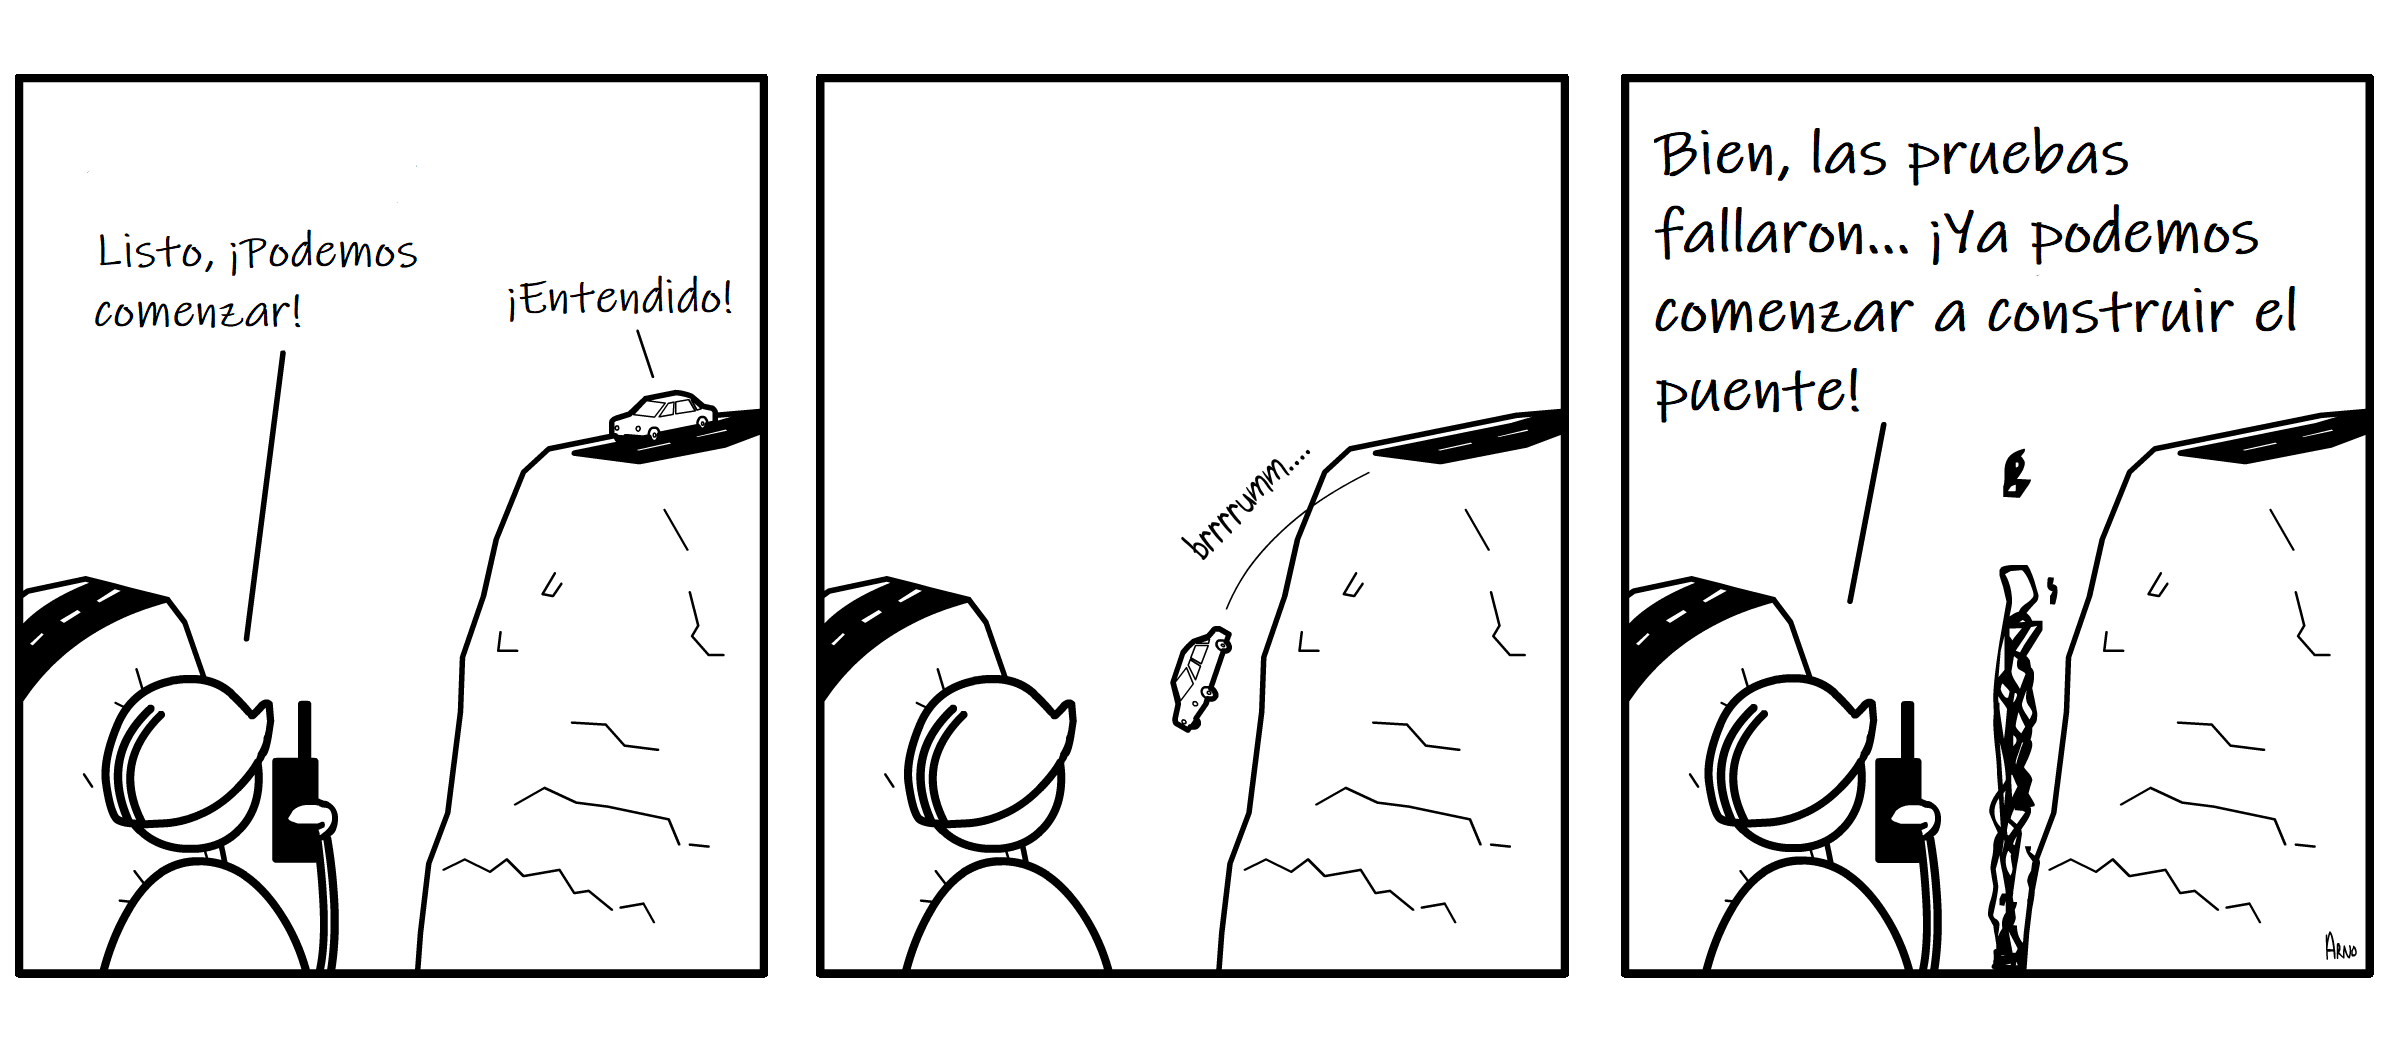 Listo, ¡Podemos
comenzar!
¡Entendido!
brrrrumm....
Bien, las pruebas
fallaron... ¡Ya podemos
comenzar a construir el
puente!
ARNO